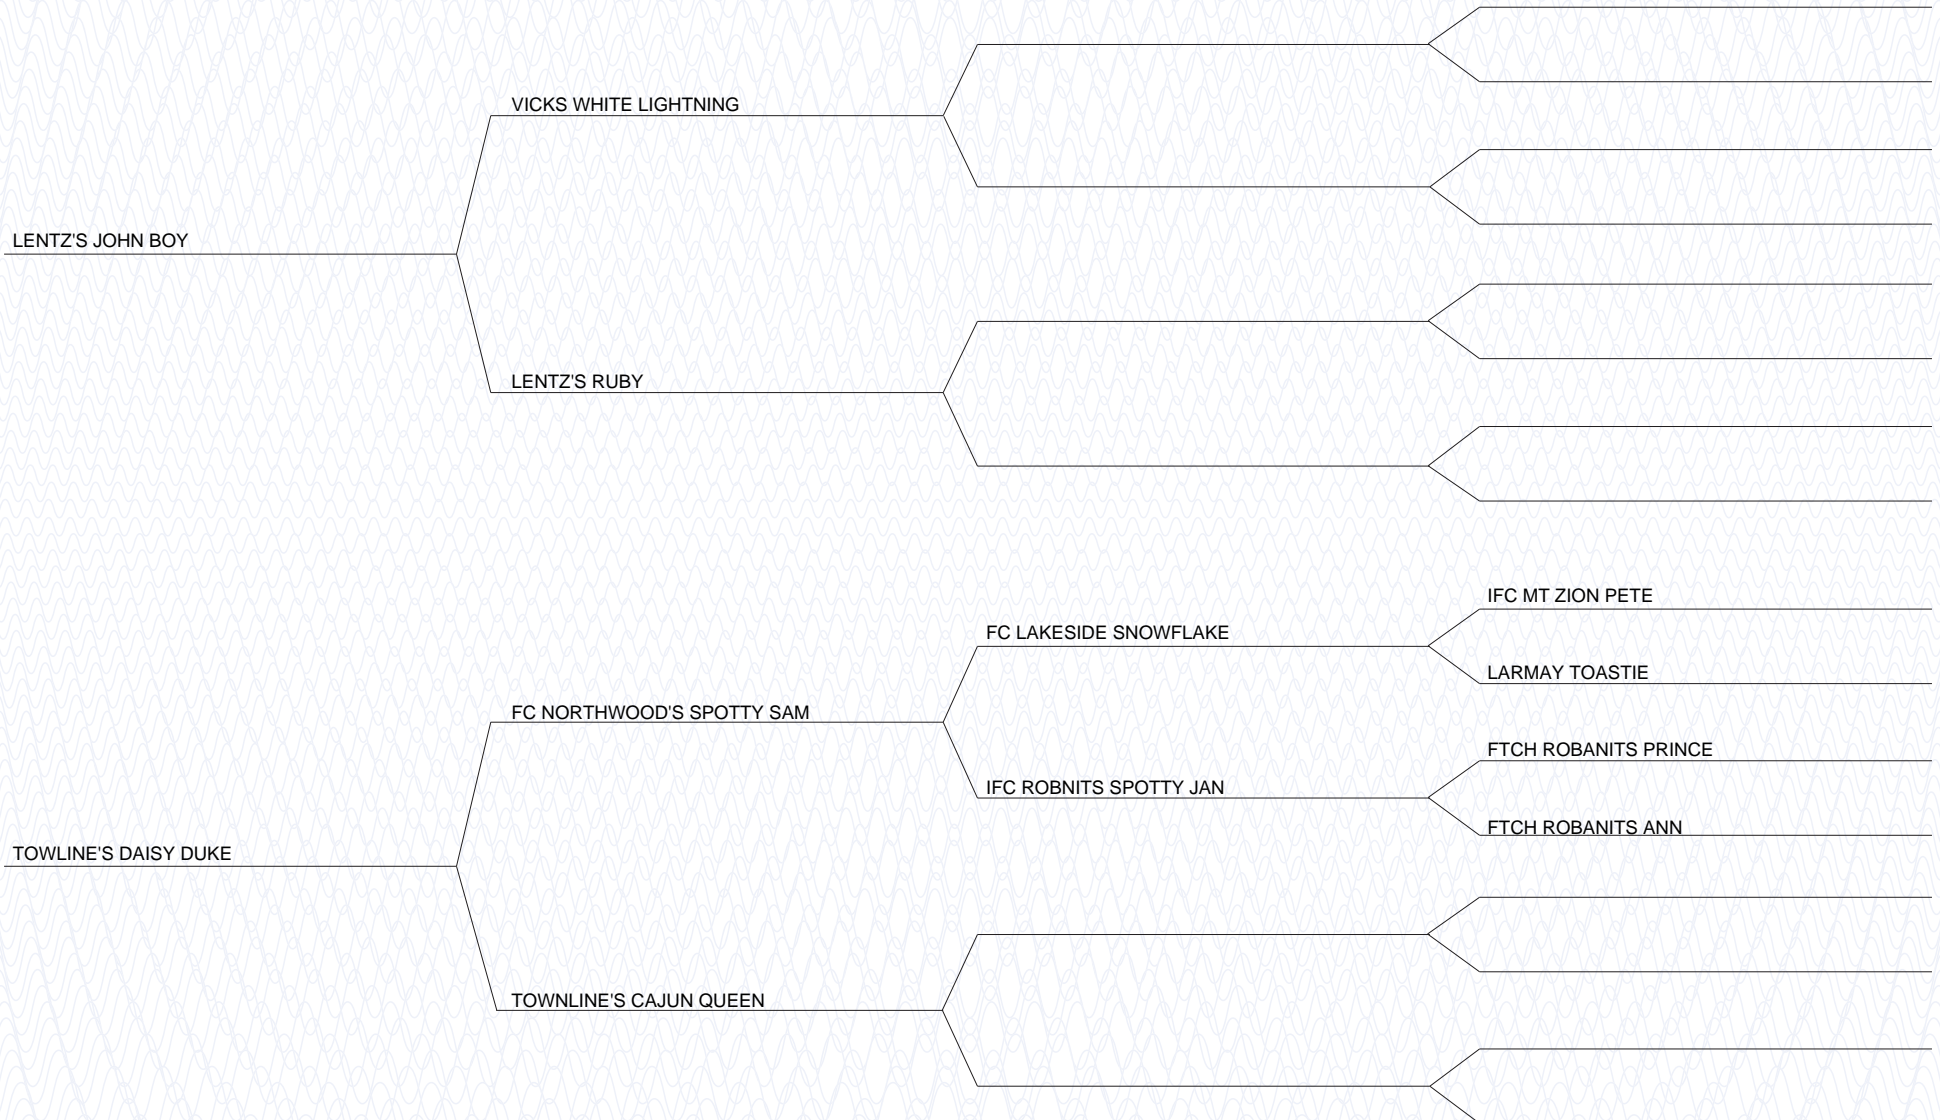 VICKS WHITE LIGHTNING
LENTZ'S JOHN BOY
LENTZ'S RUBY
IFC MT ZION PETE
FC LAKESIDE SNOWFLAKE
LARMAY TOASTIE
FC NORTHWOOD'S SPOTTY SAM
FTCH ROBANITS PRINCE
IFC ROBNITS SPOTTY JAN
FTCH ROBANITS ANN
TOWLINE'S DAISY DUKE
TOWNLINE'S CAJUN QUEEN